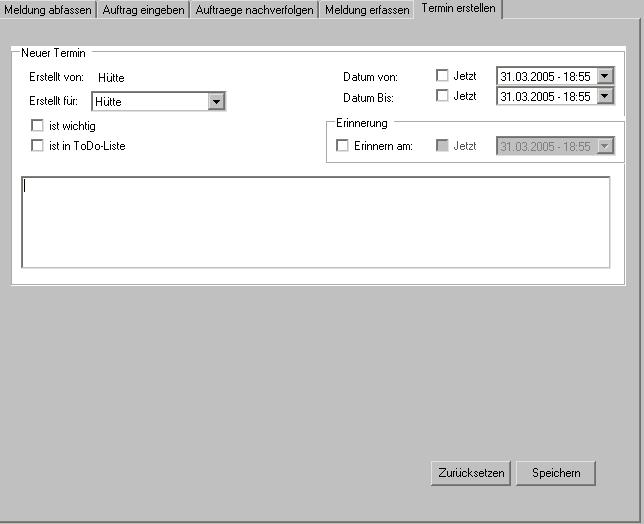 Meldung abfassen Auftrag eingeben Auftraege nachverfolgen Meldung erfassen Termin erstellen
Neuer Termin
Erstellt von: Hütte Datum von: Jetzt 31.03.2005 - 18:55
Erstellt für: Hütte Datum Bis: Jetzt 31.03.2005 - 18:55
ist wichtig Erinnerung
ist in ToDo-Liste Erinnern am: Jetzt 31.03.2005 - 18:55
Zurücksetzen Speichern